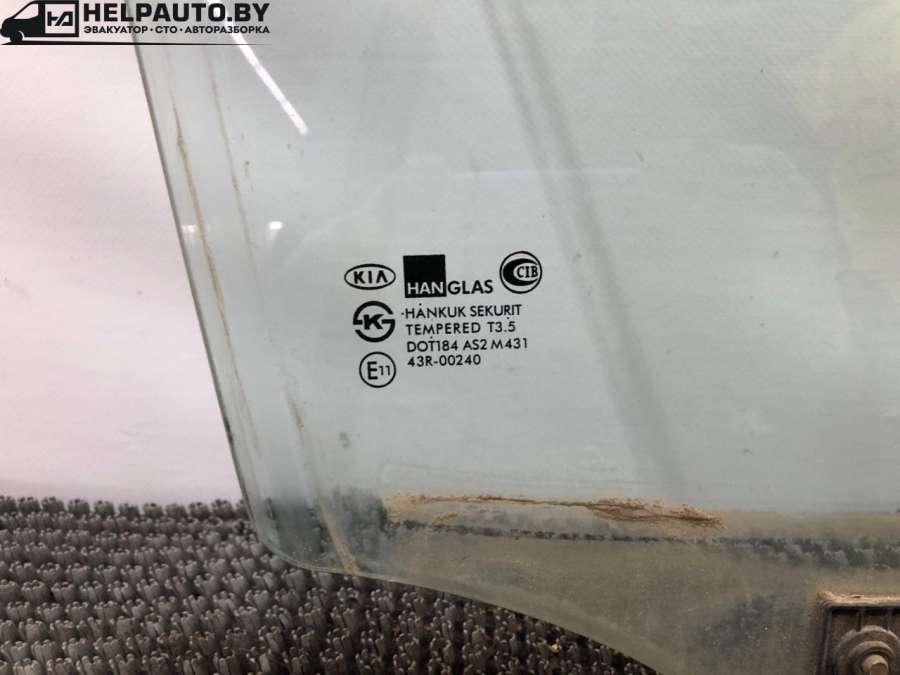 HELPAUTO.BY
ЭВАКУАТОР · СТО · АВТОРАЗБОРКА
KIA HANGLAS CIB
HANKUK SEKURIT
TEMPERED T3.5
DOT184 AS2 M431
43R-00240
E11